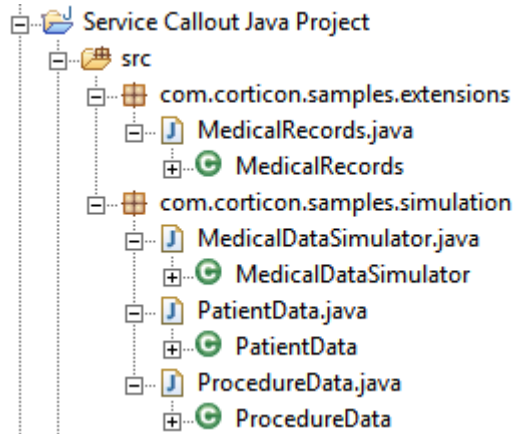 Service Callout Java Project
src
com.corticon.samples.extensions
J MedicalRecords.java
C MedicalRecords
com.corticon.samples.simulation
J MedicalDataSimulator.java
C MedicalDataSimulator
J PatientData.java
C PatientData
J ProcedureData.java
C ProcedureData